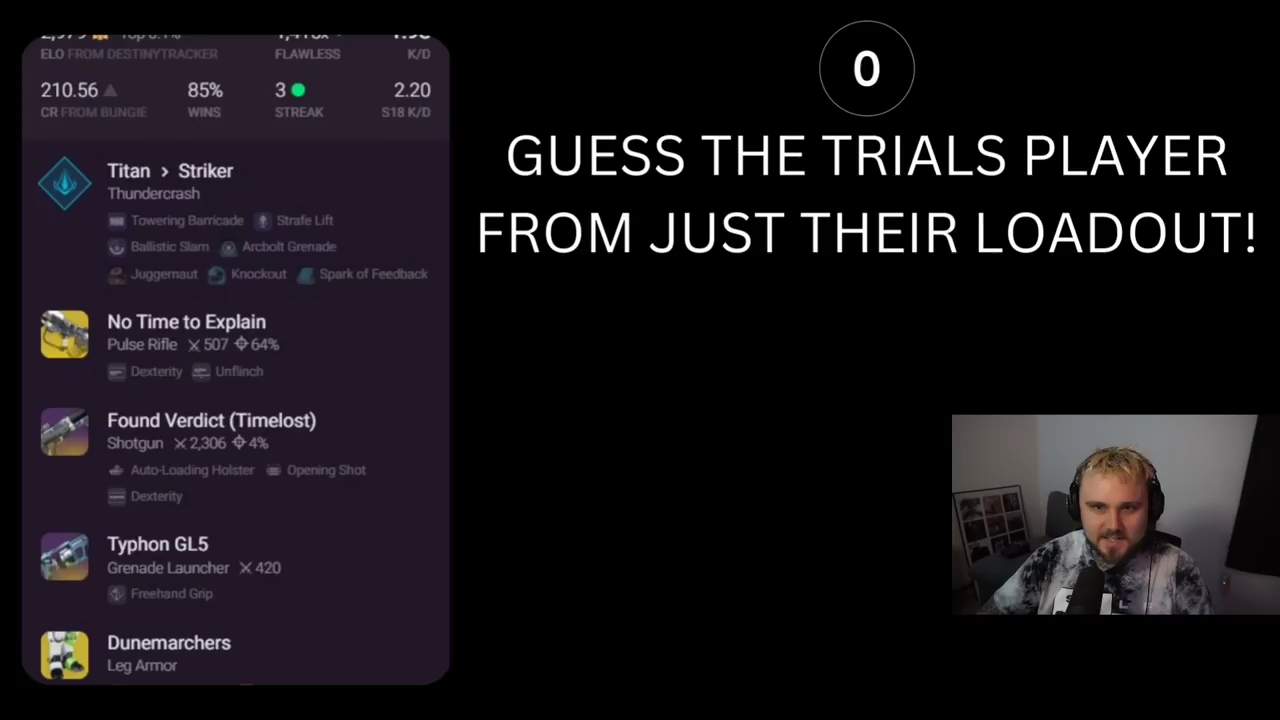 ELO FROM DESTINYTRACKER FLAWLESS K/D
210.56 85% 3 2.20
CR FROM BUNGIE WINS STREAK S18 K/D
Titan > Striker
Thundercrash
Towering Barricade Strafe Lift
Ballistic Slam Arcbolt Grenade
Juggernaut Knockout Spark of Feedback
No Time to Explain
Pulse Rifle 507 64%
Dexterity Unflinch
Found Verdict (Timelost)
Shotgun 2,306 4%
Auto-Loading Holster Opening Shot
Dexterity
Typhon GL5
Grenade Launcher 420
Freehand Grip
Dunemarchers
Leg Armor
0
GUESS THE TRIALS PLAYER
FROM JUST THEIR LOADOUT!